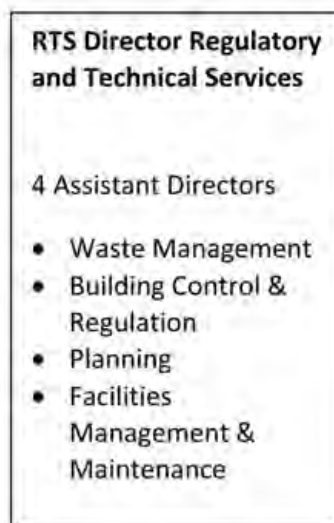 RTS Director Regulatory
and Technical Services
4 Assistant Directors
• Waste Management
• Building Control &
Regulation
• Planning
• Facilities
Management &
Maintenance